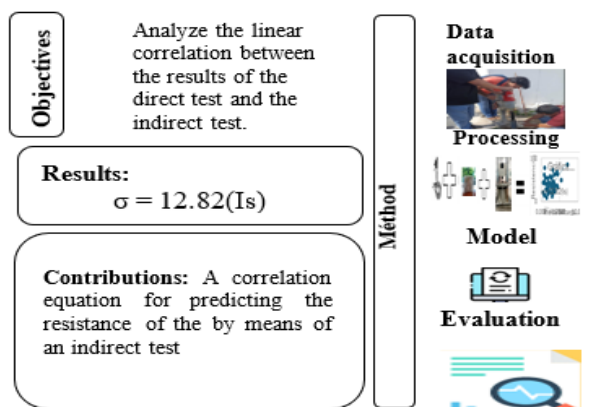 Objectives
Analyze the linear
correlation between
the results of the
direct test and the
indirect test.
Results:
σ = 12.82(Is)
Contributions: A correlation
equation for predicting the
resistance of the by means of
an indirect test
Méthod
Data
acquisition
Processing
Model
Evaluation